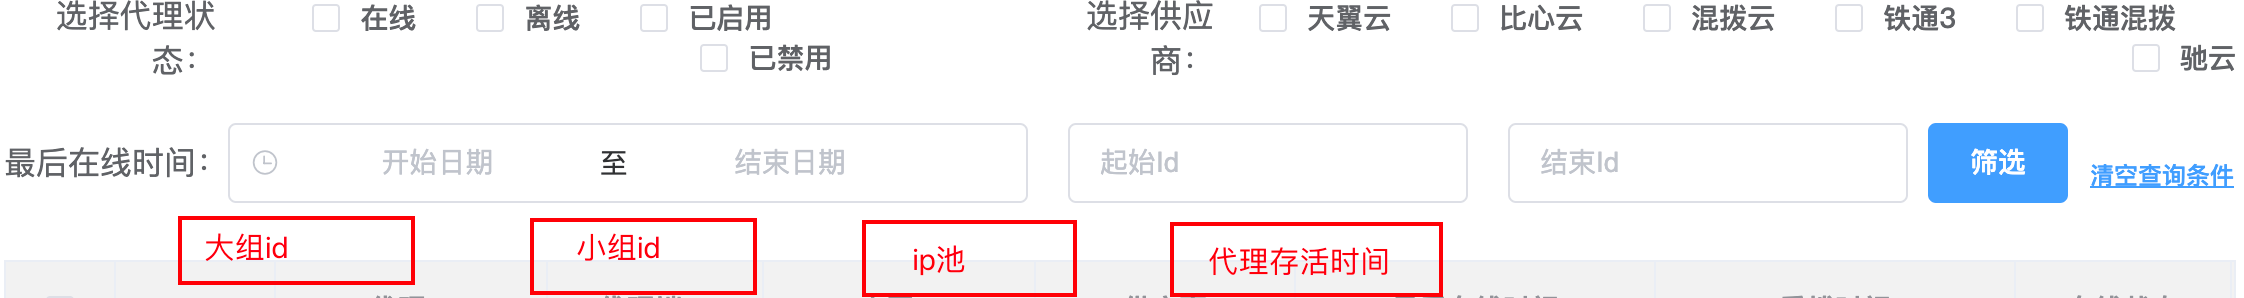 选择代理状 在线 离线 已启用 选择供应 天翼云 比心云 混拨云 铁通3 铁通混拨
态： 已禁用 商： 驰云
最后在线时间： 开始日期 至 结束日期 起始Id 结束Id 筛选 清空查询条件
大组id 小组id ip池 代理存活时间